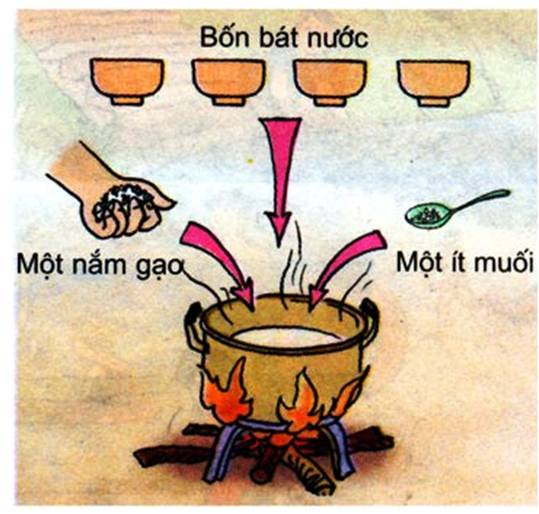 Bốn bát nước
Một nắm gạo
Một ít muối